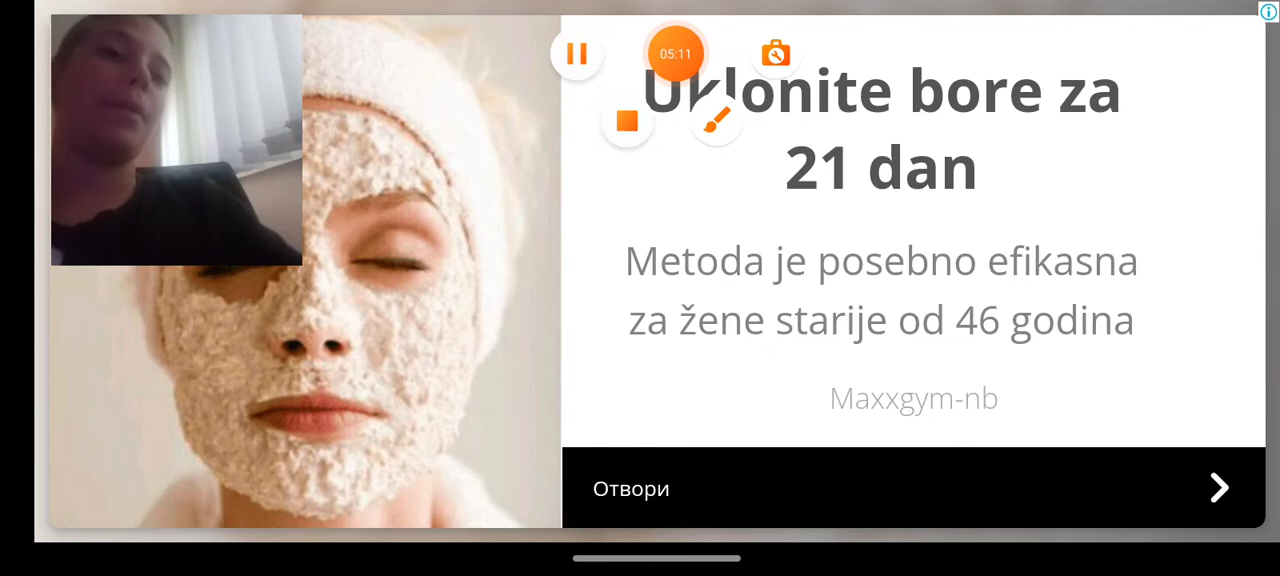 05:11
Uklonite bore za
21 dan
Metoda je posebno efikasna
za žene starije od 46 godina
Maxxgym-nb
Отвори